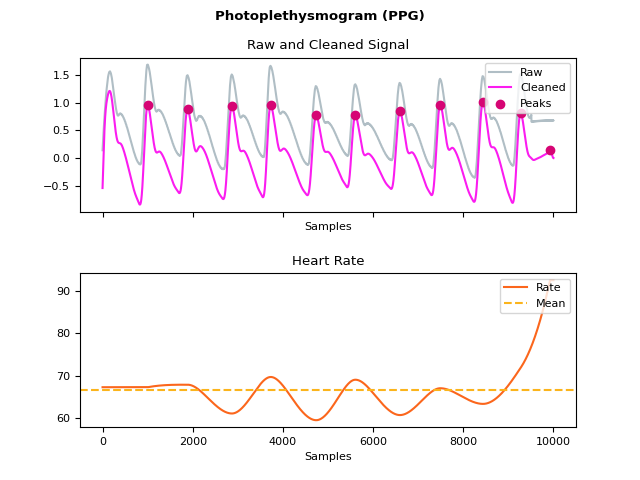 Photoplethysmogram (PPG)
Raw and Cleaned Signal
1.5
1.0
0.5
0.0
−0.5
Raw
Cleaned
Peaks
Samples
Heart Rate
90
80
70
60
Rate
Mean
0
2000
4000
6000
8000
10000
Samples